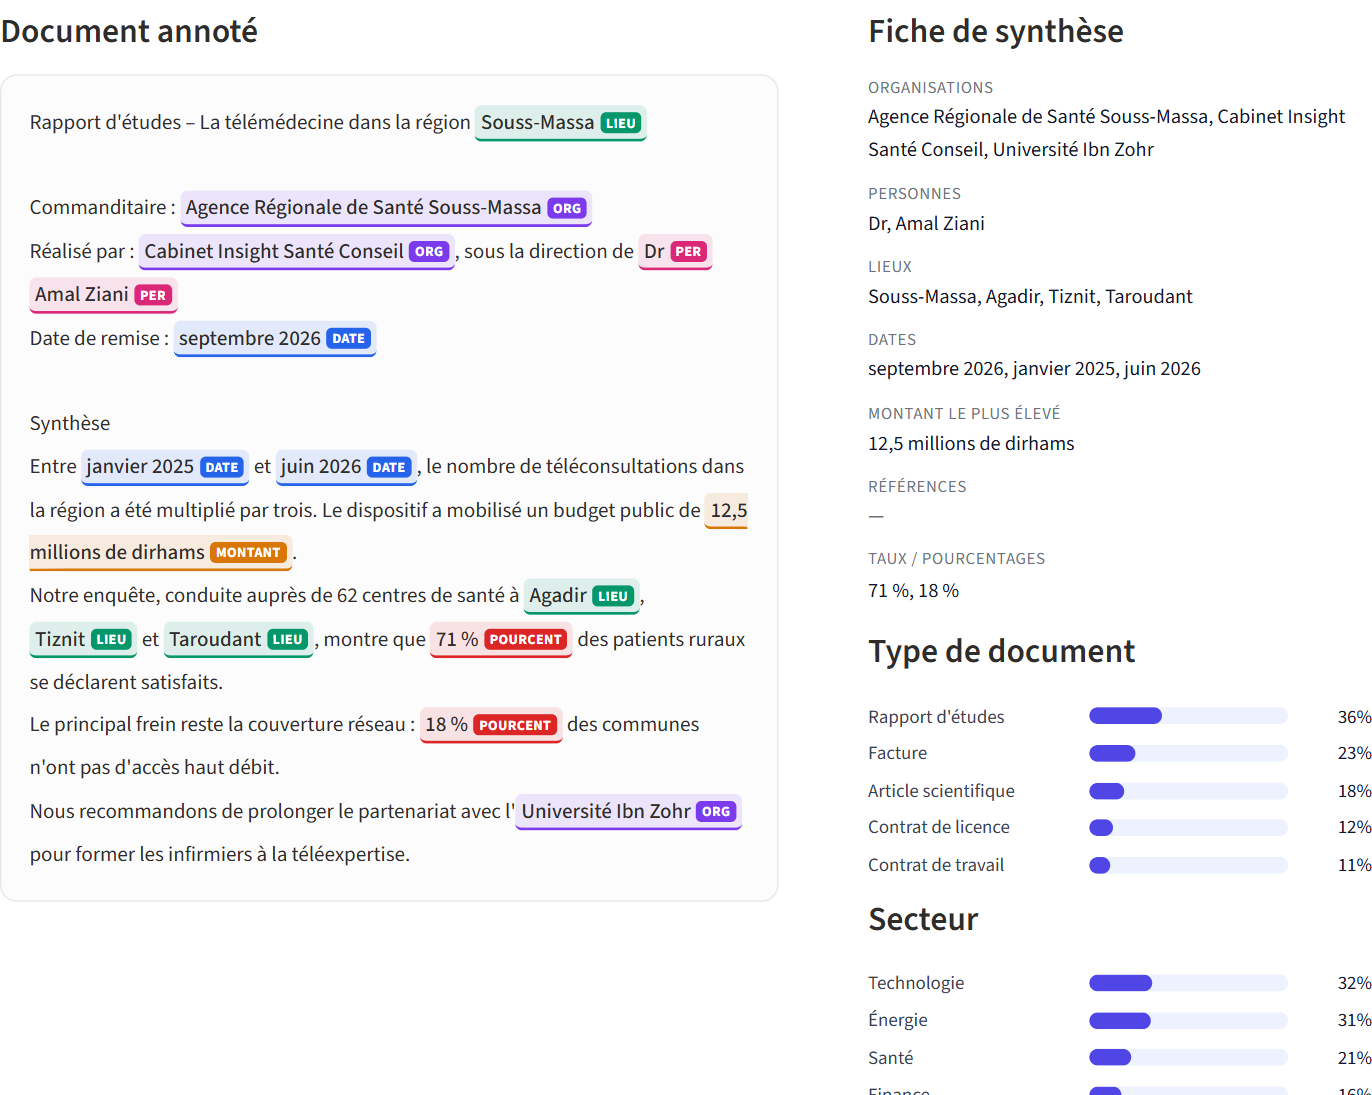 Document annoté
Rapport d'études – La télémédecine dans la région Souss-Massa LIEU
Commanditaire : Agence Régionale de Santé Souss-Massa ORG
Réalisé par : Cabinet Insight Santé Conseil ORG , sous la direction de Dr PER
Amal Ziani PER
Date de remise : septembre 2026 DATE
Synthèse
Entre janvier 2025 DATE et juin 2026 DATE , le nombre de téléconsultations dans
la région a été multiplié par trois. Le dispositif a mobilisé un budget public de 12,5
millions de dirhams MONTANT .
Notre enquête, conduite auprès de 62 centres de santé à Agadir LIEU ,
Tiznit LIEU et Taroudant LIEU , montre que 71 % POURCENT des patients ruraux
se déclarent satisfaits.
Le principal frein reste la couverture réseau : 18 % POURCENT des communes
n'ont pas d'accès haut débit.
Nous recommandons de prolonger le partenariat avec l' Université Ibn Zohr ORG
pour former les infirmiers à la téléexpertise.
Fiche de synthèse
ORGANISATIONS
Agence Régionale de Santé Souss-Massa, Cabinet Insight
Santé Conseil, Université Ibn Zohr
PERSONNES
Dr, Amal Ziani
LIEUX
Souss-Massa, Agadir, Tiznit, Taroudant
DATES
septembre 2026, janvier 2025, juin 2026
MONTANT LE PLUS ÉLEVÉ
12,5 millions de dirhams
RÉFÉRENCES
—
TAUX / POURCENTAGES
71 %, 18 %
Type de document
Rapport d'études 36%
Facture 23%
Article scientifique 18%
Contrat de licence 12%
Contrat de travail 11%
Secteur
Technologie 32%
Énergie 31%
Santé 21%
Finance 16%